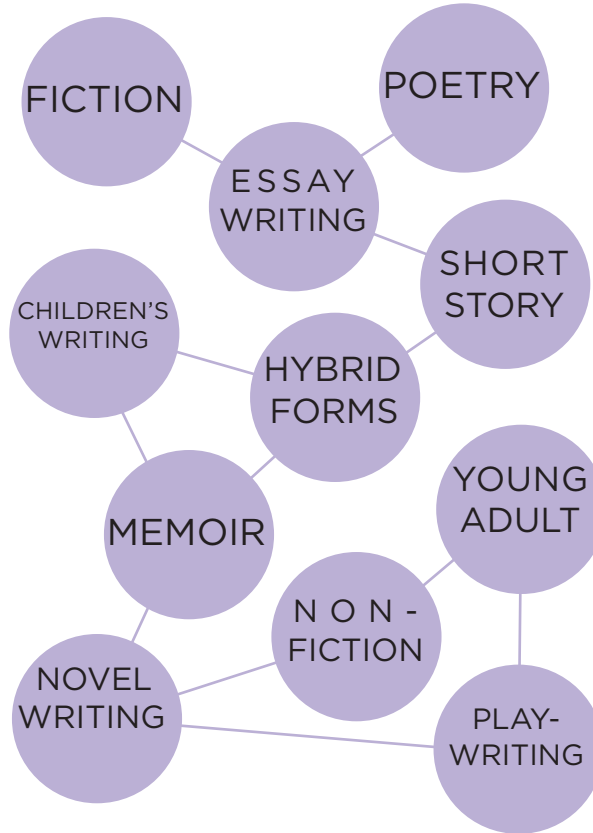 FICTION
POETRY
ESSAY
WRITING
SHORT
STORY
CHILDREN'S
WRITING
HYBRID
FORMS
YOUNG
ADULT
MEMOIR
NON-
FICTION
NOVEL
WRITING
PLAY-
WRITING